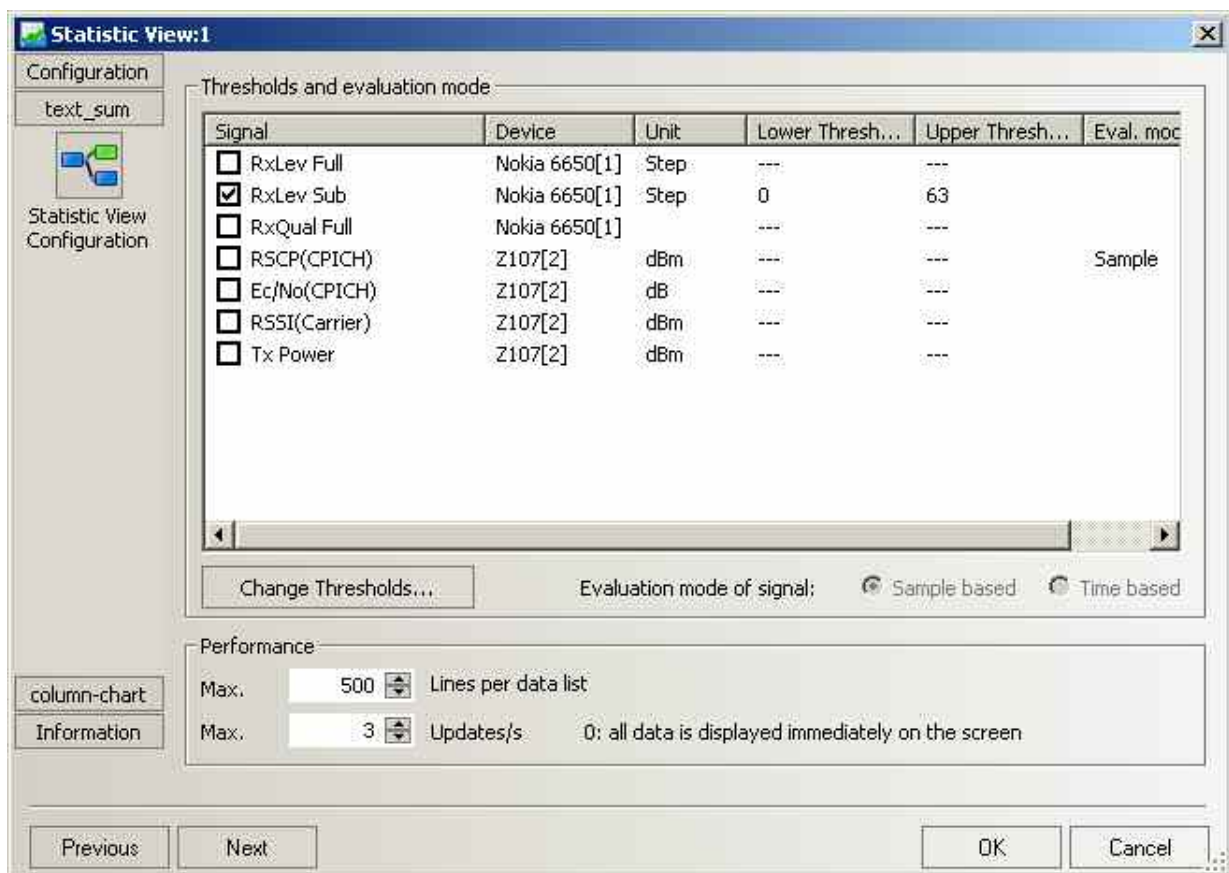 Statistic View:1
Configuration
text_sum
Statistic View
Configuration
column-chart
Information
Thresholds and evaluation mode
Signal Device Unit Lower Thresh... Upper Thresh... Eval. moc
RxLev Full Nokia 6650[1] Step --- ---
RxLev Sub Nokia 6650[1] Step 0 63
RxQual Full Nokia 6650[1] --- ---
RSCP(CPICH) Z107[2] dBm --- --- Sample
Ec/No(CPICH) Z107[2] dB --- ---
RSSI(Carrier) Z107[2] dBm --- ---
Tx Power Z107[2] dBm --- ---
Change Thresholds... Evaluation mode of signal: Sample based Time based
Performance
Max. 500 Lines per data list
Max. 3 Updates/s 0: all data is displayed immediately on the screen
Previous Next OK Cancel